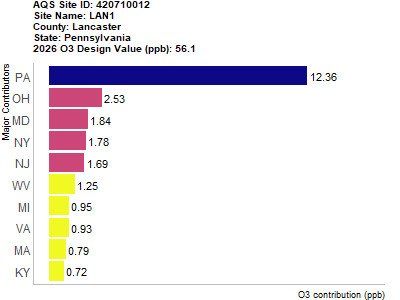 AQS Site ID: 420710012
Site Name: LAN1
County: Lancaster
State: Pennsylvania
2026 O3 Design Value (ppb): 56.1
Major Contributors
PA 12.36
OH 2.53
MD 1.84
NY 1.78
NJ 1.69
WV 1.25
MI 0.95
VA 0.93
MA 0.79
KY 0.72
O3 contribution (ppb)